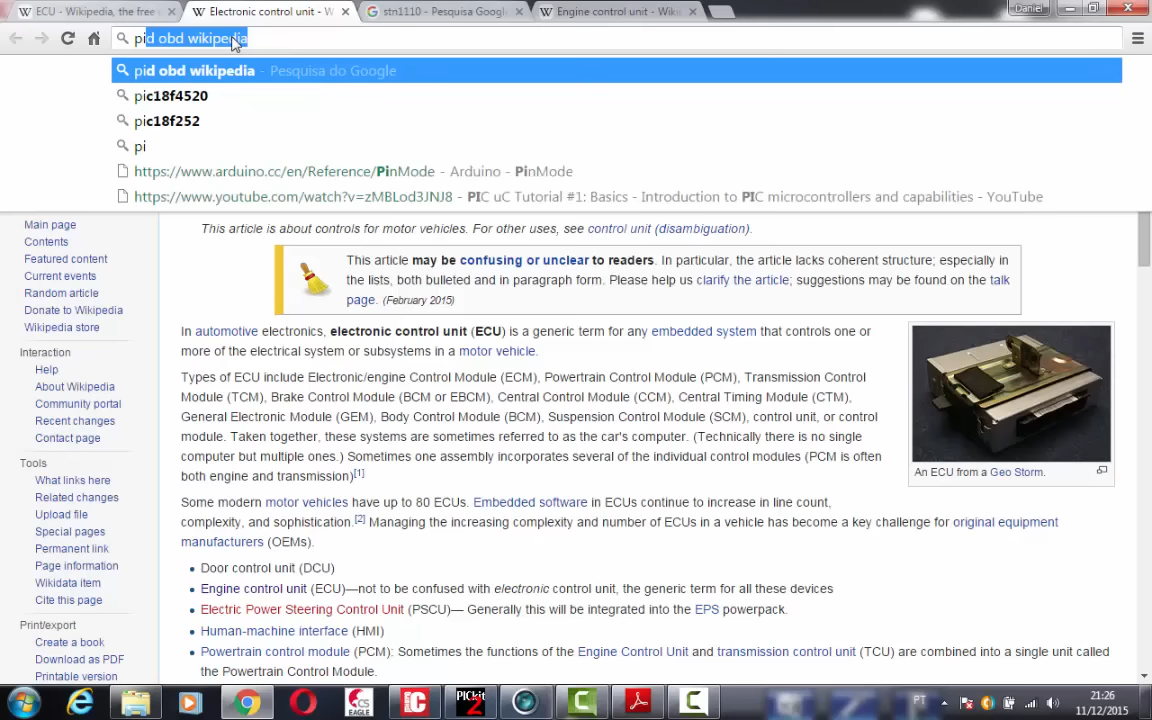 ECU - Wikipedia, the free
Electronic control unit - W
stn1110 - Pesquisa Google
Engine control unit - Wiki
Daniel
pid obd wikipedia
pid obd wikipedia - Pesquisa do Google
pic18f4520
pic18f252
pi
https://www.arduino.cc/en/Reference/PinMode - Arduino - PinMode
https://www.youtube.com/watch?v=zMBLod3JNJ8 - PIC uC Tutorial #1: Basics - Introduction to PIC microcontrollers and capabilities - YouTube
Main page
Contents
Featured content
Current events
Random article
Donate to Wikipedia
Wikipedia store
Interaction
Help
About Wikipedia
Community portal
Recent changes
Contact page
Tools
What links here
Related changes
Upload file
Special pages
Permanent link
Page information
Wikidata item
Cite this page
Print/export
Create a book
Download as PDF
Printable version
This article is about controls for motor vehicles. For other uses, see control unit (disambiguation).
This article may be confusing or unclear to readers. In particular, the article lacks coherent structure; especially in
the lists, both bulleted and in paragraph form. Please help us clarify the article; suggestions may be found on the talk
page. (February 2015)
In automotive electronics, electronic control unit (ECU) is a generic term for any embedded system that controls one or
more of the electrical system or subsystems in a motor vehicle.
Types of ECU include Electronic/engine Control Module (ECM), Powertrain Control Module (PCM), Transmission Control
Module (TCM), Brake Control Module (BCM or EBCM), Central Control Module (CCM), Central Timing Module (CTM),
General Electronic Module (GEM), Body Control Module (BCM), Suspension Control Module (SCM), control unit, or control
module. Taken together, these systems are sometimes referred to as the car's computer. (Technically there is no single
computer but multiple ones.) Sometimes one assembly incorporates several of the individual control modules (PCM is often
both engine and transmission)[1]
An ECU from a Geo Storm.
Some modern motor vehicles have up to 80 ECUs. Embedded software in ECUs continue to increase in line count,
complexity, and sophistication.[2] Managing the increasing complexity and number of ECUs in a vehicle has become a key challenge for original equipment
manufacturers (OEMs).
• Door control unit (DCU)
• Engine control unit (ECU)—not to be confused with electronic control unit, the generic term for all these devices
• Electric Power Steering Control Unit (PSCU)— Generally this will be integrated into the EPS powerpack.
• Human-machine interface (HMI)
• Powertrain control module (PCM): Sometimes the functions of the Engine Control Unit and transmission control unit (TCU) are combined into a single unit called
the Powertrain Control Module.
CS
EAGLE
PICkit
2
PT
21:26
11/12/2015